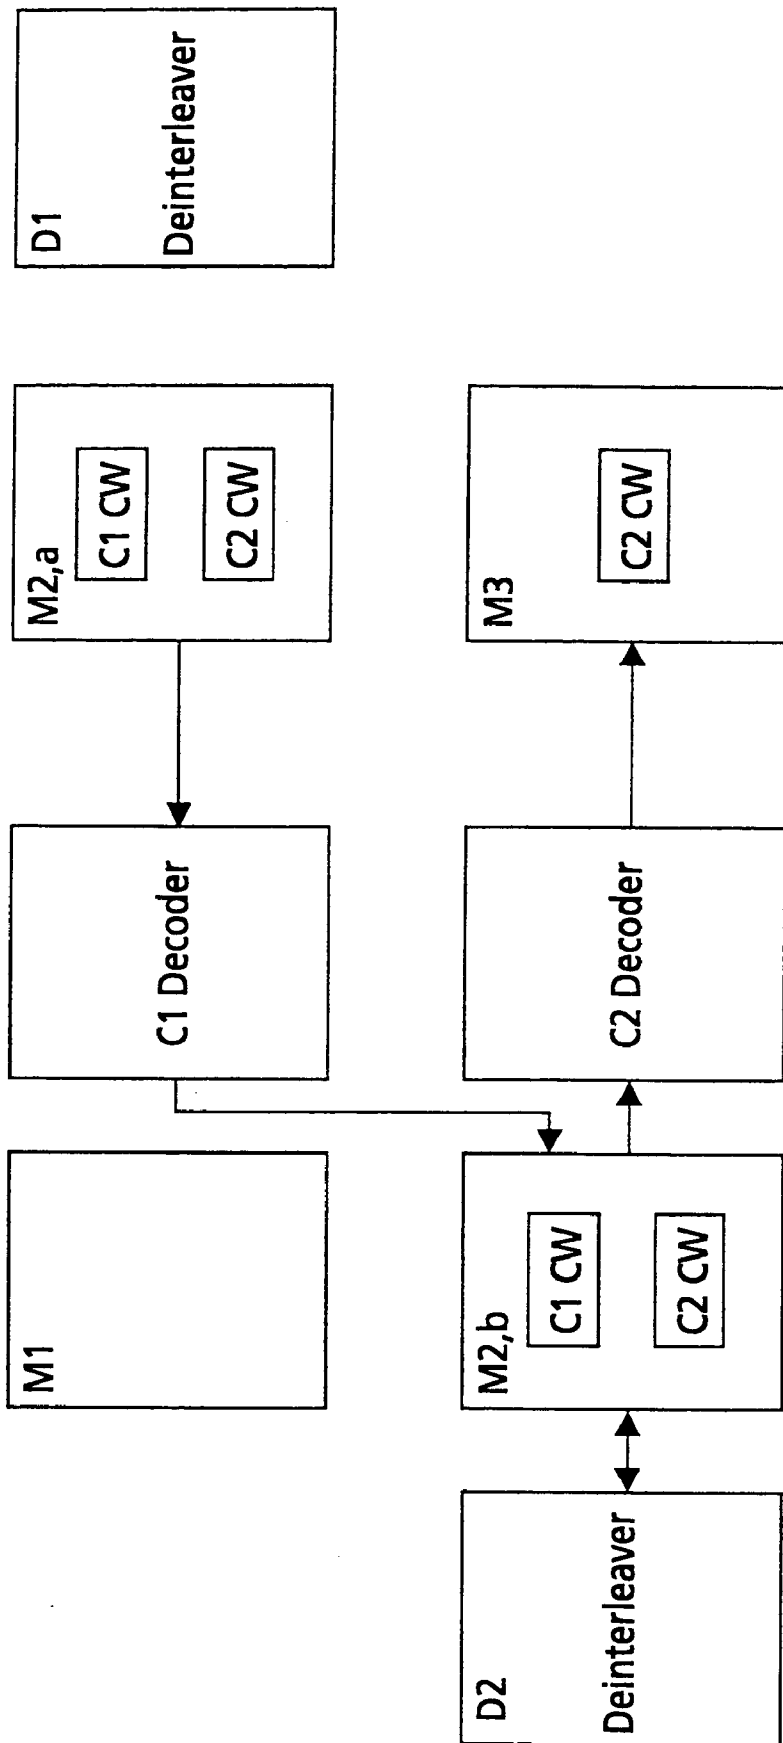 M1
C1 Decoder
M2,a
C1 CW
C2 CW
D1
Deinterleaver
D2
Deinterleaver
M2,b
C1 CW
C2 CW
C2 Decoder
M3
C2 CW